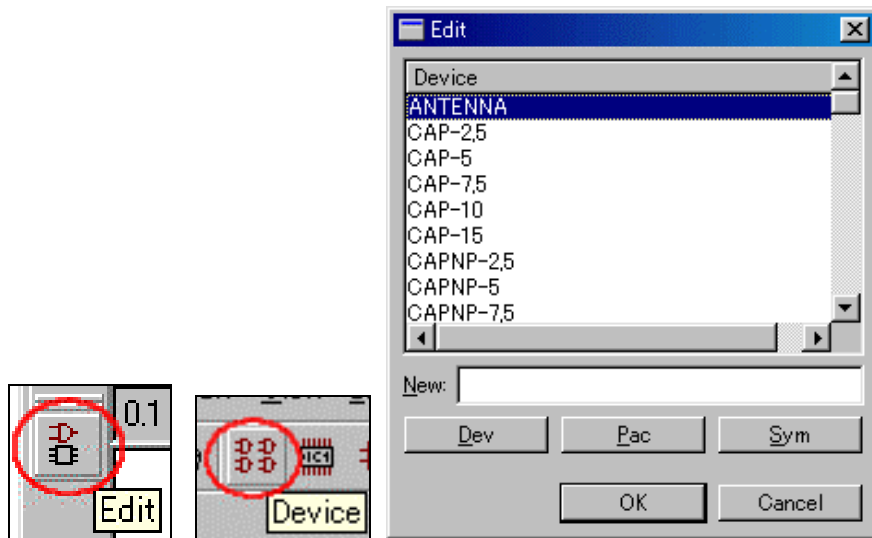 0.1
Edit
IC1
Device
Edit
Device
ANTENNA
CAP-2,5
CAP-5
CAP-7,5
CAP-10
CAP-15
CAPNP-2,5
CAPNP-5
CAPNP-7,5
New:
Dev Pac Sym
OK Cancel